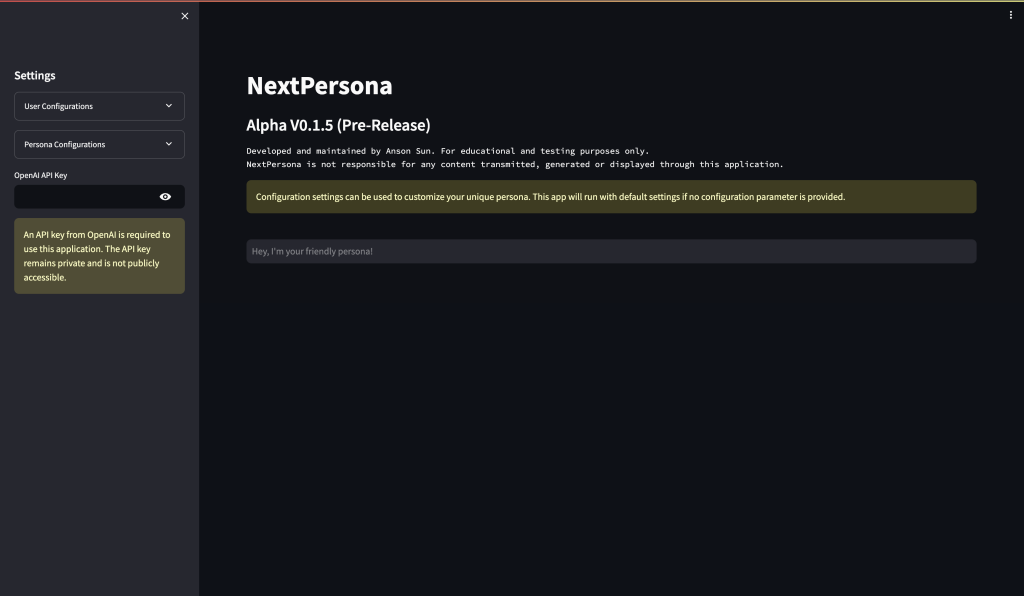 Settings
User Configurations
Persona Configurations
OpenAI API Key
An API key from OpenAI is required to
use this application. The API key
remains private and is not publicly
accessible.
NextPersona
Alpha V0.1.5 (Pre-Release)
Developed and maintained by Anson Sun. For educational and testing purposes only.
NextPersona is not responsible for any content transmitted, generated or displayed through this application.
Configuration settings can be used to customize your unique persona. This app will run with default settings if no configuration parameter is provided.
Hey, I'm your friendly persona!